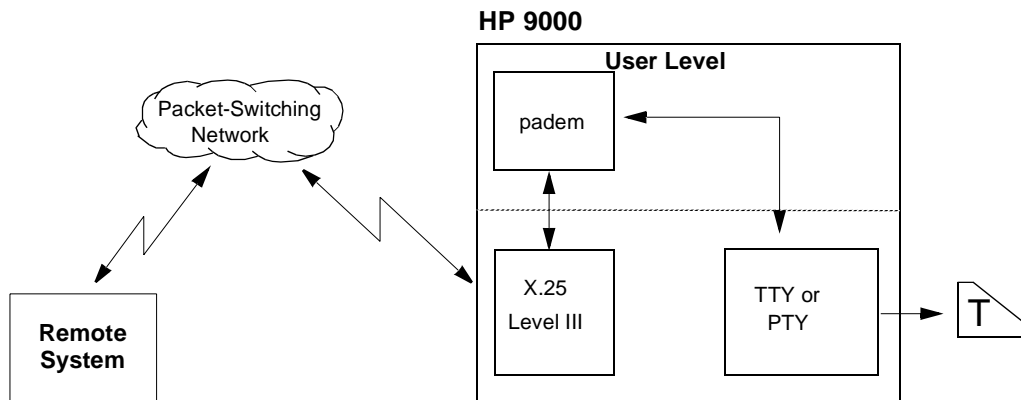 HP 9000
User Level
Packet-Switching
Network
padem
X.25
Level III
TTY or
PTY
T
Remote
System